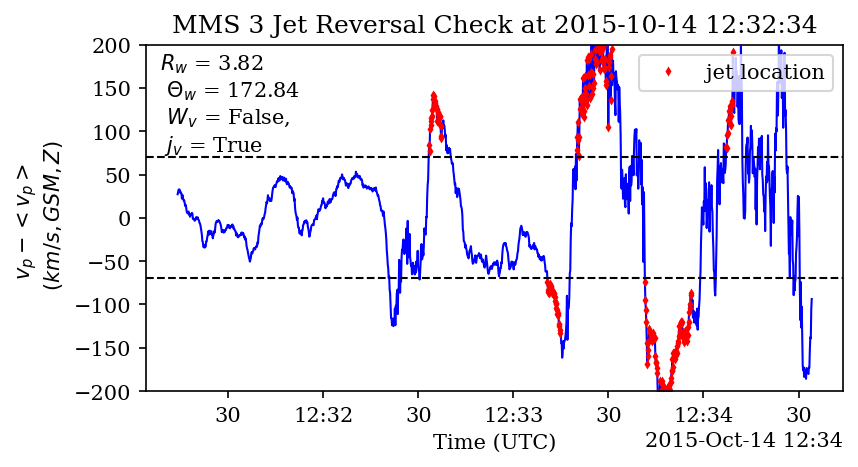 MMS 3 Jet Reversal Check at 2015-10-14 12:32:34
R_w = 3.82
Θ_w = 172.84
W_v = False,
j_v = True
jet location
v_p − < v_p >
(km/s, GSM, Z)
200
150
100
50
0
−50
−100
−150
−200
30 12:32 30 12:33 30 12:34 30
Time (UTC)
2015-Oct-14 12:34